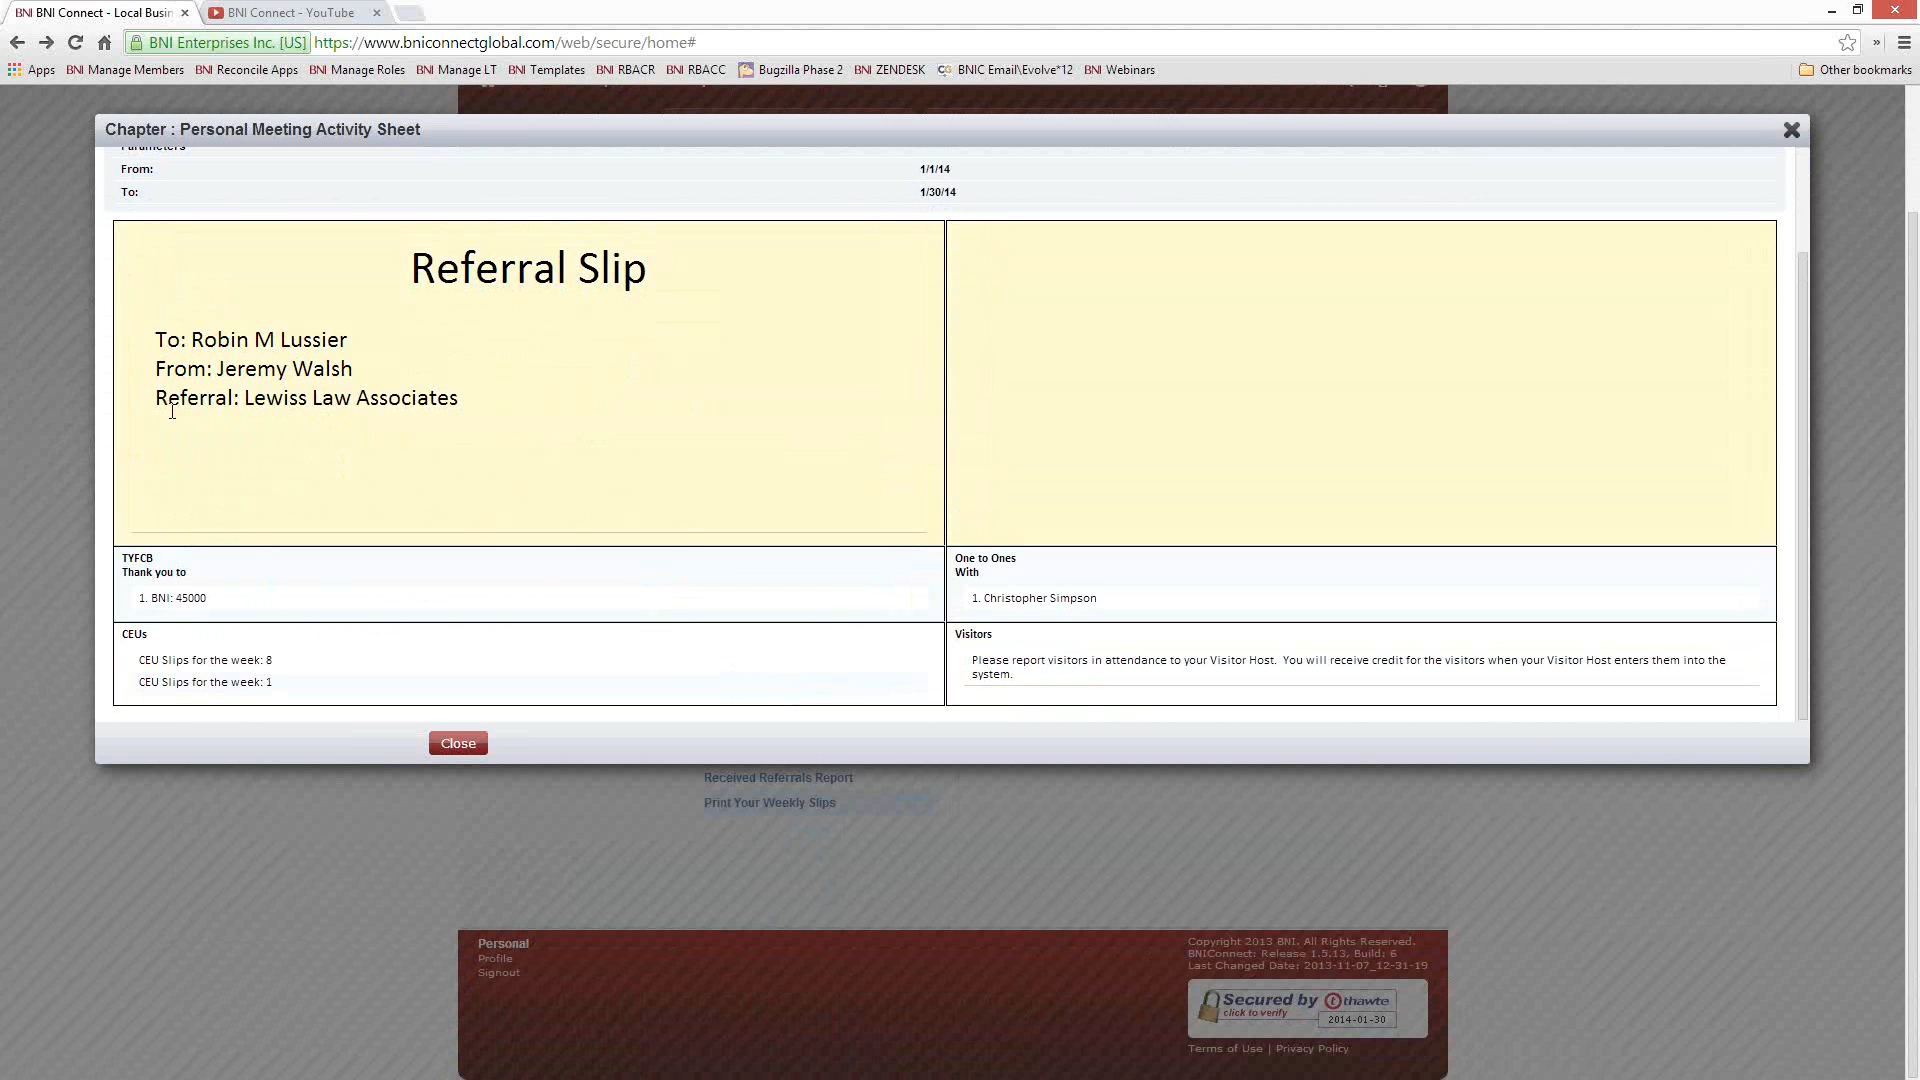 BNI BNI Connect - Local Busin
BNI Connect - YouTube
BNI Enterprises Inc. [US] https://www.bniconnectglobal.com/web/secure/home#
Apps BNI Manage Members BNI Reconcile Apps BNI Manage Roles BNI Manage LT BNI Templates BNI RBACR BNI RBACC Bugzilla Phase 2 BNI ZENDESK BNIC Email\Evolve*12 BNI Webinars Other bookmarks
Chapter : Personal Meeting Activity Sheet
Parameters
From: 1/1/14
To: 1/30/14
Referral Slip
To: Robin M Lussier
From: Jeremy Walsh
Referral: Lewiss Law Associates
TYFCB
Thank you to
1. BNI: 45000
One to Ones
With
1. Christopher Simpson
CEUs
CEU Slips for the week: 8
CEU Slips for the week: 1
Visitors
Please report visitors in attendance to your Visitor Host. You will receive credit for the visitors when your Visitor Host enters them into the
system.
Close
Received Referrals Report
Print Your Weekly Slips
Personal
Profile
Signout
Copyright 2013 BNI. All Rights Reserved.
BNIConnect: Release 1.5.13, Build: 6
Last Changed Date: 2013-11-07_12-31-19
Secured by thawte
click to verify
2014-01-30
Terms of Use | Privacy Policy